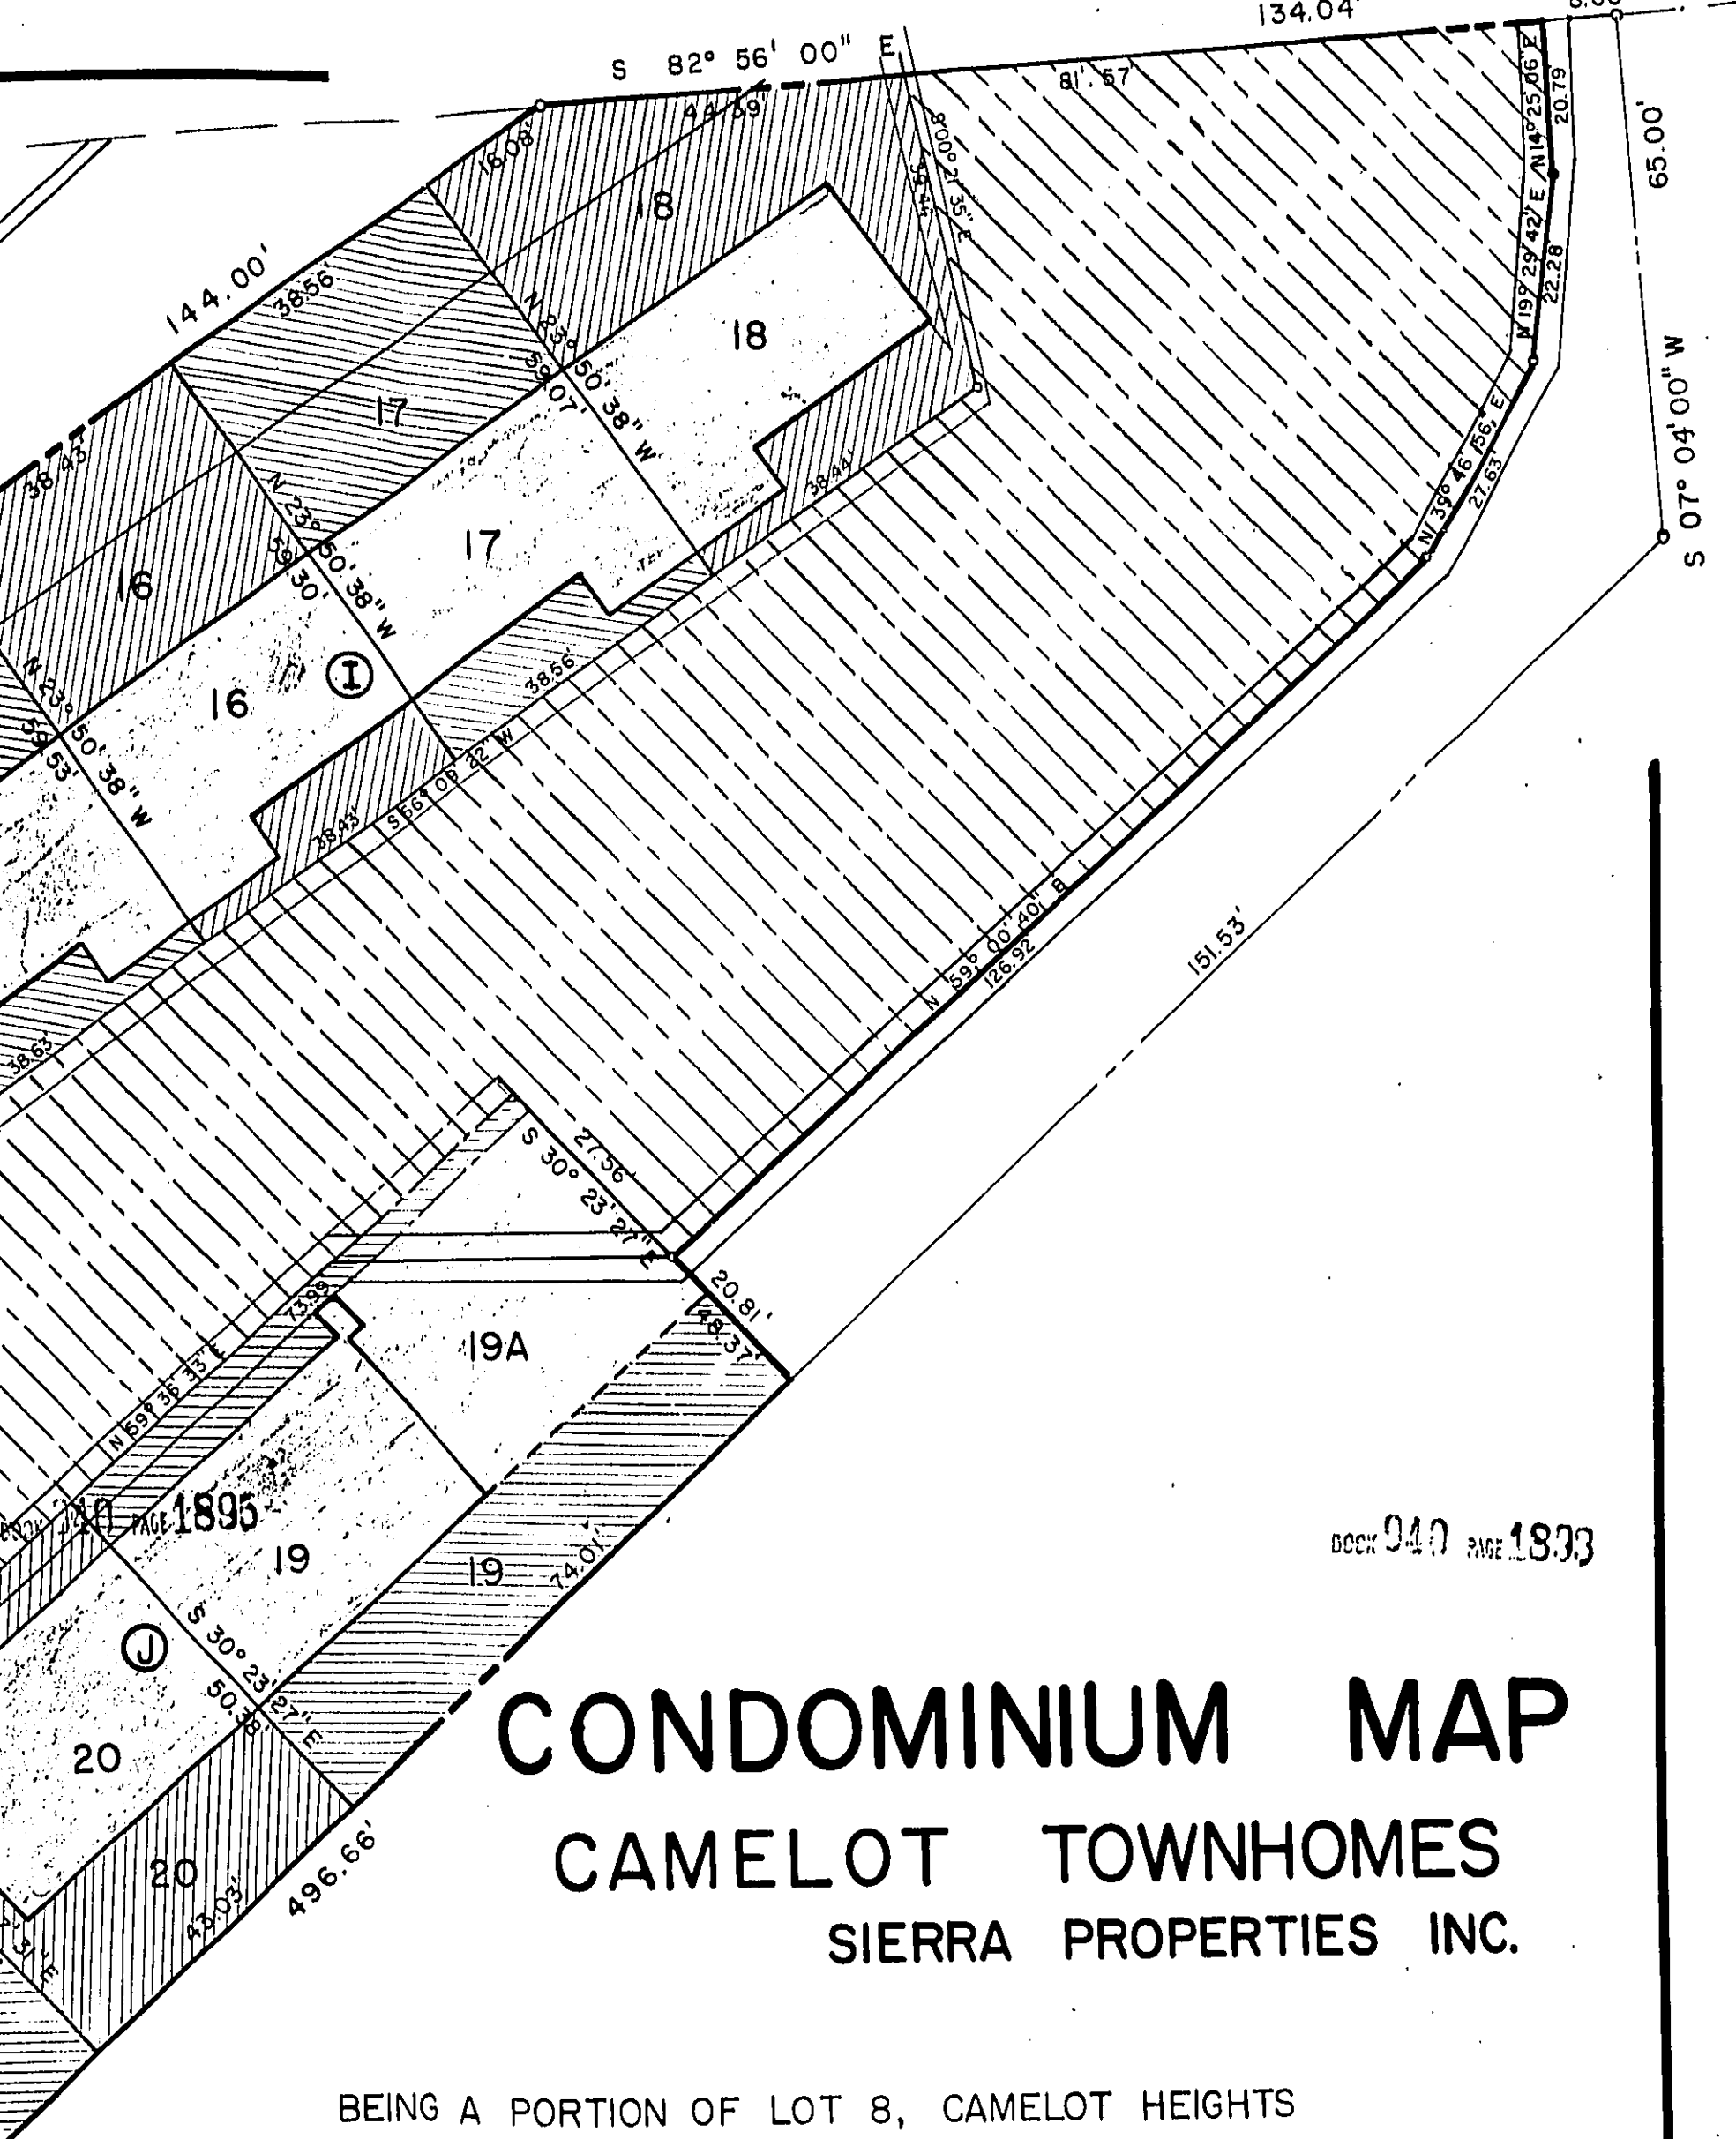 134.04'
S 82° 56' 00" E
81'.57'
44.59'
16.08'
S 00° 21' 35" E
39.44'
N 14° 25' 06" E
20.79
65.00'
N 19° 29' 42" E
22.28
18
18
144.00'
38.56'
N 23° 50' 38" W
59.07'
17
S 07° 04' 00" W
38.43'
38.44'
N 39° 46' 56" E
27.63'
N 23° 50' 38" W
59.30'
17
16
16
I
38.56'
N 23° 50' 38" W
59.53'
38.43'
N 59° 00' 40"
126.92'
151.53'
38.63'
27.56'
S 30° 23' 27" E
20.81'
48.37'
73.99'
19A
N 59° 36' 33" E
PAGE 1895
19
19
74.01'
BOOK 940 PAGE
J
S 30° 23' 27" E
50.38'
20
20
43.03'
496.66'
CONDOMINIUM MAP
CAMELOT TOWNHOMES
SIERRA PROPERTIES INC.
BEING A PORTION OF LOT 8, CAMELOT HEIGHTS